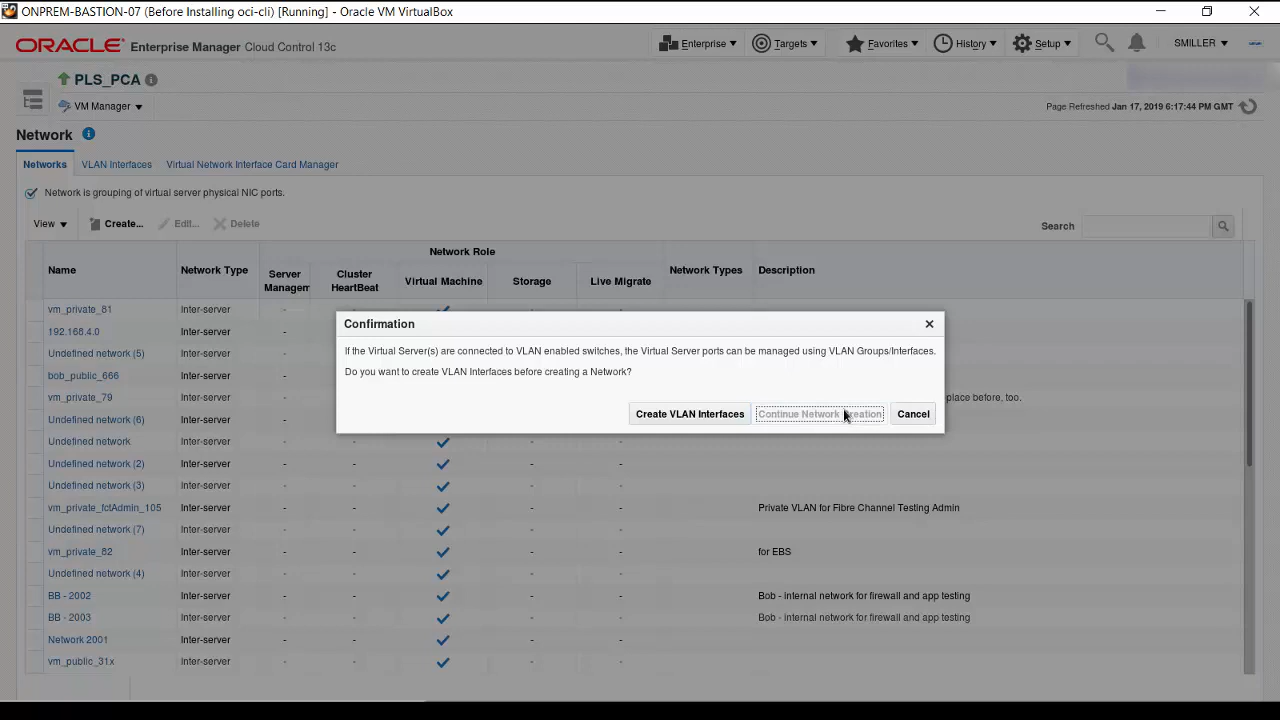 ONPREM-BASTION-07 (Before Installing oci-cli) [Running] - Oracle VM VirtualBox
ORACLE Enterprise Manager Cloud Control 13c
Enterprise Targets Favorites History Setup SMILLER
PLS_PCA
VM Manager
Page Refreshed Jan 17, 2019 6:17:44 PM GMT
Network
Networks VLAN Interfaces Virtual Network Interface Card Manager
Network is grouping of virtual server physical NIC ports.
View Create... Edit... Delete Search
Network Role
Name Network Type Server Managem Cluster HeartBeat Virtual Machine Storage Live Migrate Network Types Description
vm_private_81 Inter-server -
192.168.4.0 Inter-server -
Undefined network (5) Inter-server -
bob_public_666 Inter-server -
vm_private_79 Inter-server - place before, too.
Undefined network (6) Inter-server -
Undefined network Inter-server - - - -
Undefined network (2) Inter-server - - - -
Undefined network (3) Inter-server - - - -
vm_private_fctAdmin_105 Inter-server - - - - Private VLAN for Fibre Channel Testing Admin
Undefined network (7) Inter-server - - - -
vm_private_82 Inter-server - - - - for EBS
Undefined network (4) Inter-server - - - -
BB - 2002 Inter-server - - - - Bob - internal network for firewall and app testing
BB - 2003 Inter-server - - - - Bob - internal network for firewall and app testing
Network 2001 Inter-server - - - -
vm_public_31x Inter-server - - - -
Confirmation
If the Virtual Server(s) are connected to VLAN enabled switches, the Virtual Server ports can be managed using VLAN Groups/Interfaces.
Do you want to create VLAN Interfaces before creating a Network?
Create VLAN Interfaces Continue Network Creation Cancel